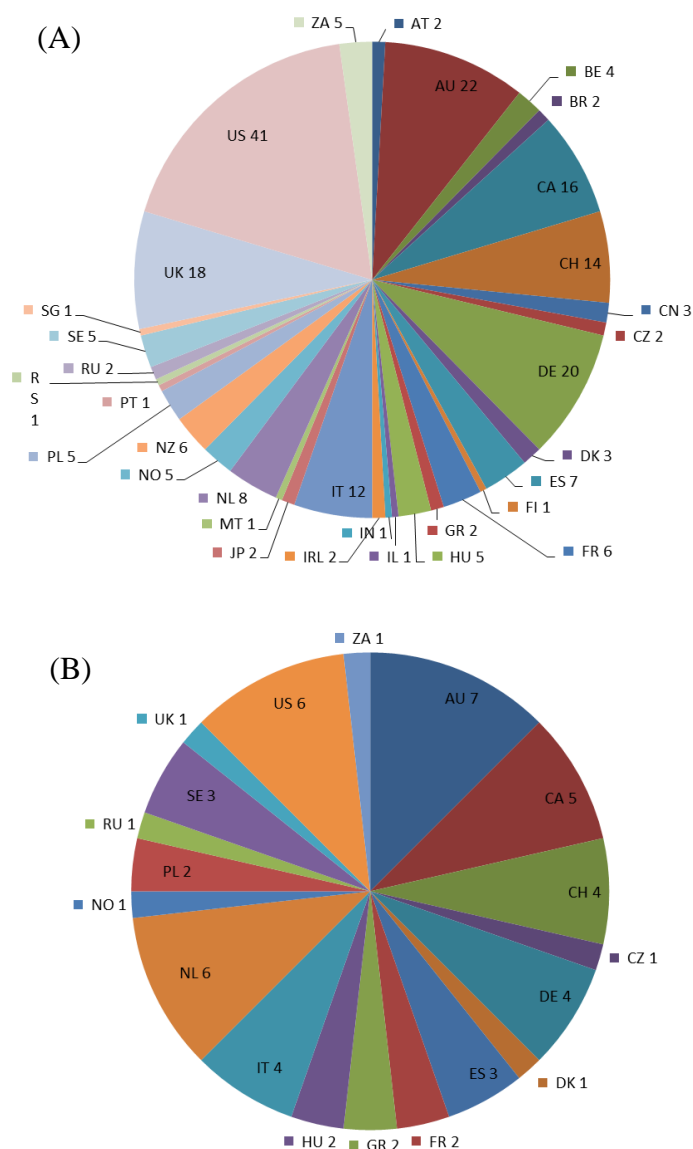 (A)
ZA 5
AT 2
AU 22
BE 4
BR 2
US 41
CA 16
UK 18
CH 14
SG 1
CN 3
SE 5
CZ 2
RU 2
DE 20
R
S
1
PT 1
PL 5
NZ 6
DK 3
NO 5
ES 7
NL 8
IT 12
FI 1
MT 1
GR 2
IN 1
JP 2
IRL 2
IL 1
HU 5
FR 6
(B)
ZA 1
AU 7
US 6
UK 1
CA 5
SE 3
RU 1
PL 2
CH 4
NO 1
CZ 1
NL 6
DE 4
IT 4
ES 3
DK 1
HU 2
GR 2
FR 2